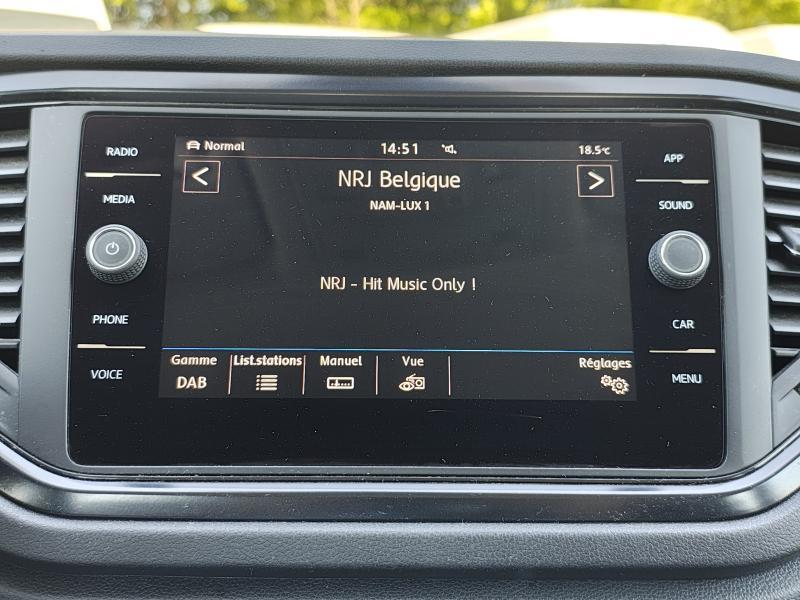 RADIO
MEDIA
PHONE
VOICE
Normal 14:51 18.5°C
NRJ Belgique
NAM-LUX 1
NRJ - Hit Music Only !
Gamme List.stations Manuel Vue Réglages
DAB
APP
SOUND
CAR
MENU